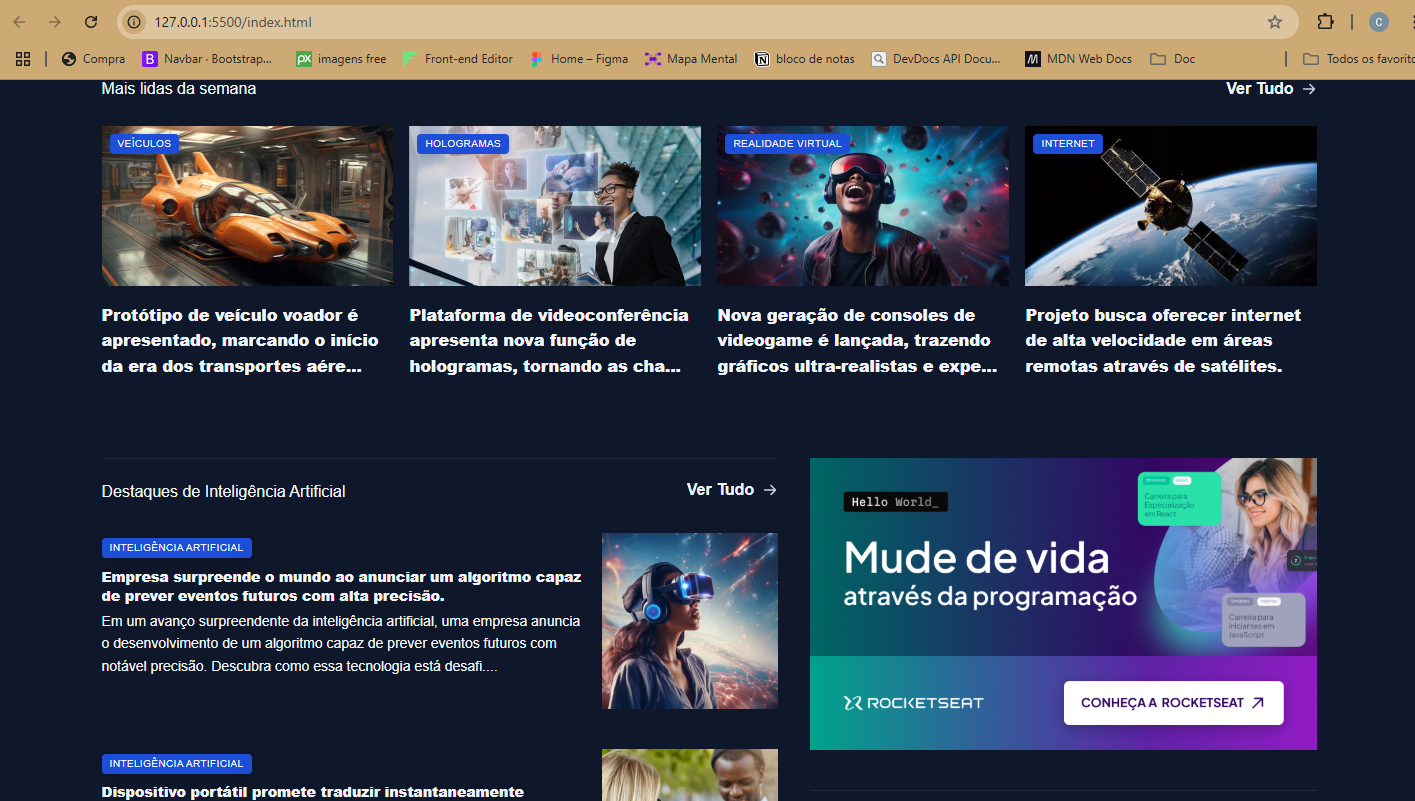 127.0.0.1:5500/index.html
C
Compra
Navbar · Bootstrap...
imagens free
Front-end Editor
Home – Figma
Mapa Mental
bloco de notas
DevDocs API Docu...
MDN Web Docs
Doc
Todos os favorito
Mais lidas da semana
Ver Tudo →
VEÍCULOS
HOLOGRAMAS
REALIDADE VIRTUAL
INTERNET
Protótipo de veículo voador é
apresentado, marcando o início
da era dos transportes aére...
Plataforma de videoconferência
apresenta nova função de
hologramas, tornando as cha...
Nova geração de consoles de
videogame é lançada, trazendo
gráficos ultra-realistas e expe...
Projeto busca oferecer internet
de alta velocidade em áreas
remotas através de satélites.
Destaques de Inteligência Artificial
Ver Tudo →
INTELIGÊNCIA ARTIFICIAL
Empresa surpreende o mundo ao anunciar um algoritmo capaz
de prever eventos futuros com alta precisão.
Em um avanço surpreendente da inteligência artificial, uma empresa anuncia
o desenvolvimento de um algoritmo capaz de prever eventos futuros com
notável precisão. Descubra como essa tecnologia está desafi....
INTELIGÊNCIA ARTIFICIAL
Dispositivo portátil promete traduzir instantaneamente
Hello World_
Carreira para
Especialização
em React
Mude de vida
através da programação
Carreira para
Iniciantes em
JavaScript
ROCKETSEAT
CONHEÇA A ROCKETSEAT